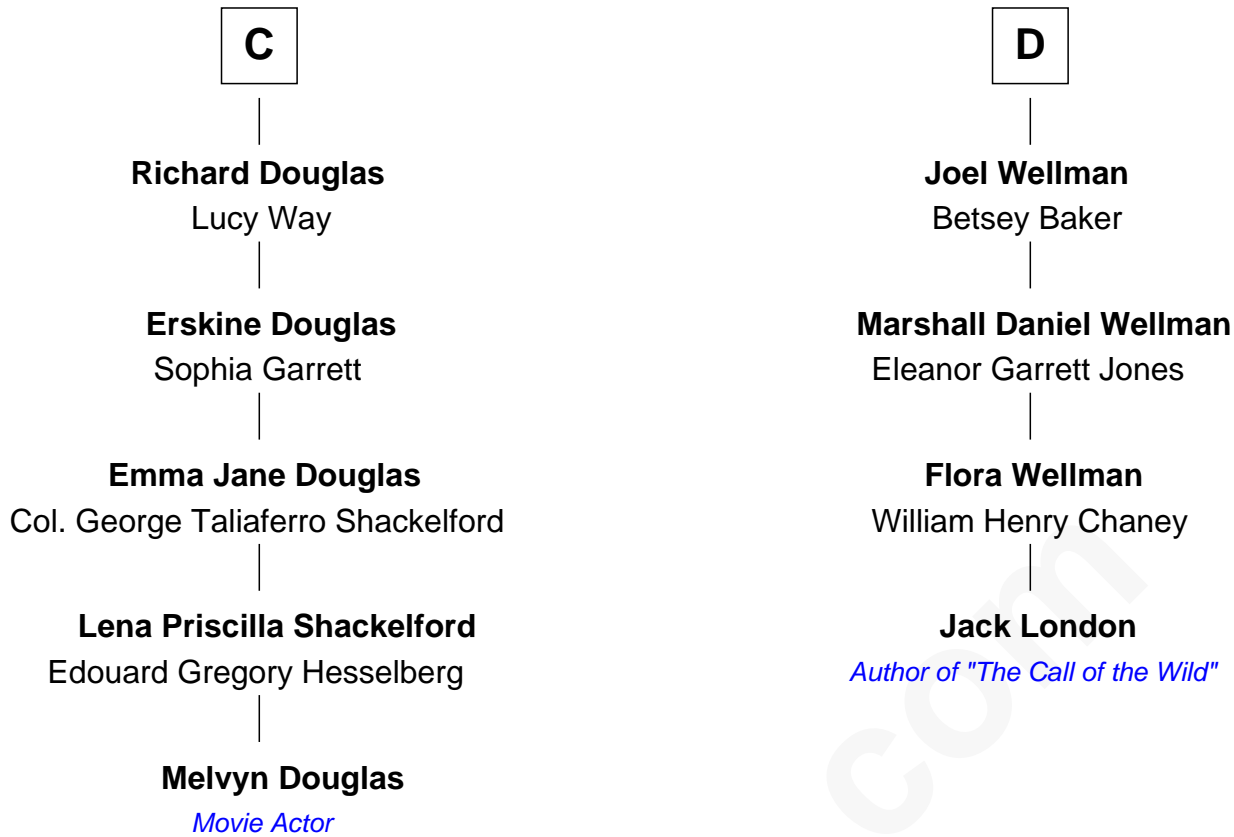 C
Richard Douglas
Lucy Way
Erskine Douglas
Sophia Garrett
Emma Jane Douglas
Col. George Taliaferro Shackelford
Lena Priscilla Shackelford
Edouard Gregory Hesselberg
Melvyn Douglas
Movie Actor
D
Joel Wellman
Betsey Baker
Marshall Daniel Wellman
Eleanor Garrett Jones
Flora Wellman
William Henry Chaney
Jack London
Author of "The Call of the Wild"
com